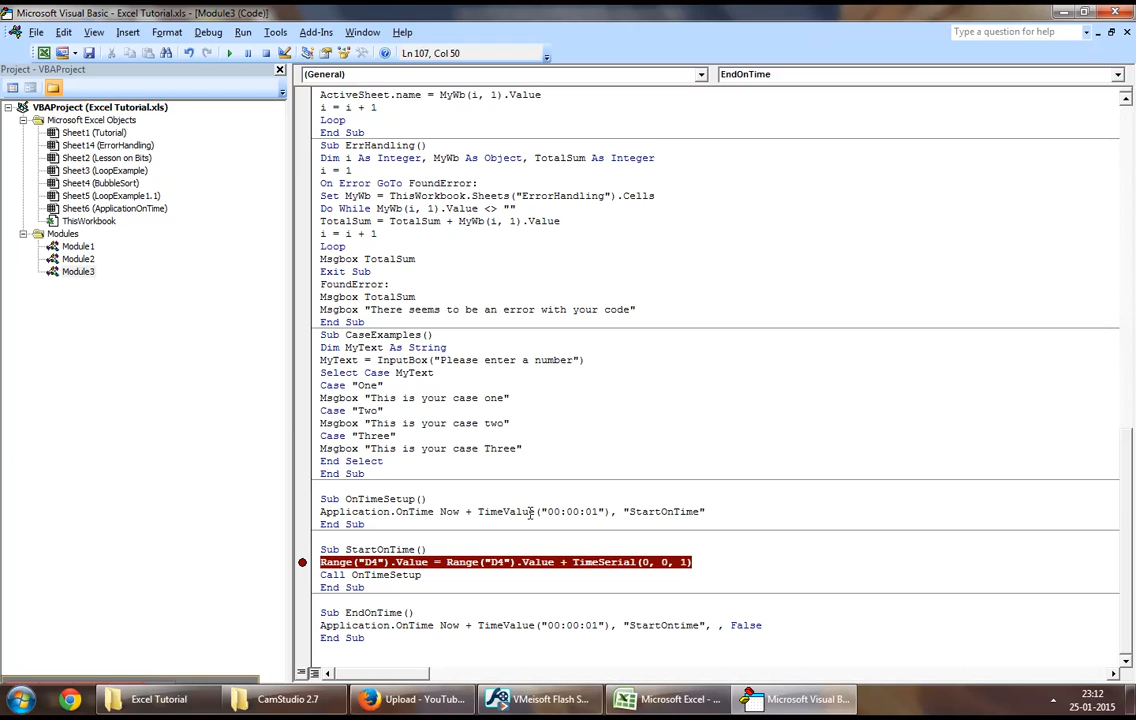 Microsoft Visual Basic - Excel Tutorial.xls - [Module3 (Code)]
File Edit View Insert Format Debug Run Tools Add-Ins Window Help
Type a question for help
Ln 107, Col 50
Project - VBAProject
(General)
EndOnTime
VBAProject (Excel Tutorial.xls)
Microsoft Excel Objects
Sheet1 (Tutorial)
Sheet14 (ErrorHandling)
Sheet2 (Lesson on Bits)
Sheet3 (LoopExample)
Sheet4 (BubbleSort)
Sheet5 (LoopExample1.1)
Sheet6 (ApplicationOnTime)
ThisWorkbook
Modules
Module1
Module2
Module3
ActiveSheet.name = MyWb(i, 1).Value
i = i + 1
Loop
End Sub
Sub ErrHandling()
Dim i As Integer, MyWb As Object, TotalSum As Integer
i = 1
On Error GoTo FoundError:
Set MyWb = ThisWorkbook.Sheets("ErrorHandling").Cells
Do While MyWb(i, 1).Value <> ""
TotalSum = TotalSum + MyWb(i, 1).Value
i = i + 1
Loop
Msgbox TotalSum
Exit Sub
FoundError:
Msgbox TotalSum
Msgbox "There seems to be an error with your code"
End Sub
Sub CaseExamples()
Dim MyText As String
MyText = InputBox("Please enter a number")
Select Case MyText
Case "One"
Msgbox "This is your case one"
Case "Two"
Msgbox "This is your case two"
Case "Three"
Msgbox "This is your case Three"
End Select
End Sub
Sub OnTimeSetup()
Application.OnTime Now + TimeValue("00:00:01"), "StartOnTime"
End Sub
Sub StartOnTime()
Range("D4").Value = Range("D4").Value + TimeSerial(0, 0, 1)
Call OnTimeSetup
End Sub
Sub EndOnTime()
Application.OnTime Now + TimeValue("00:00:01"), "StartOntime", , False
End Sub
Excel Tutorial
CamStudio 2.7
Upload - YouTub...
VMeisoft Flash S...
Microsoft Excel - ...
Microsoft Visual B...
23:12
25-01-2015